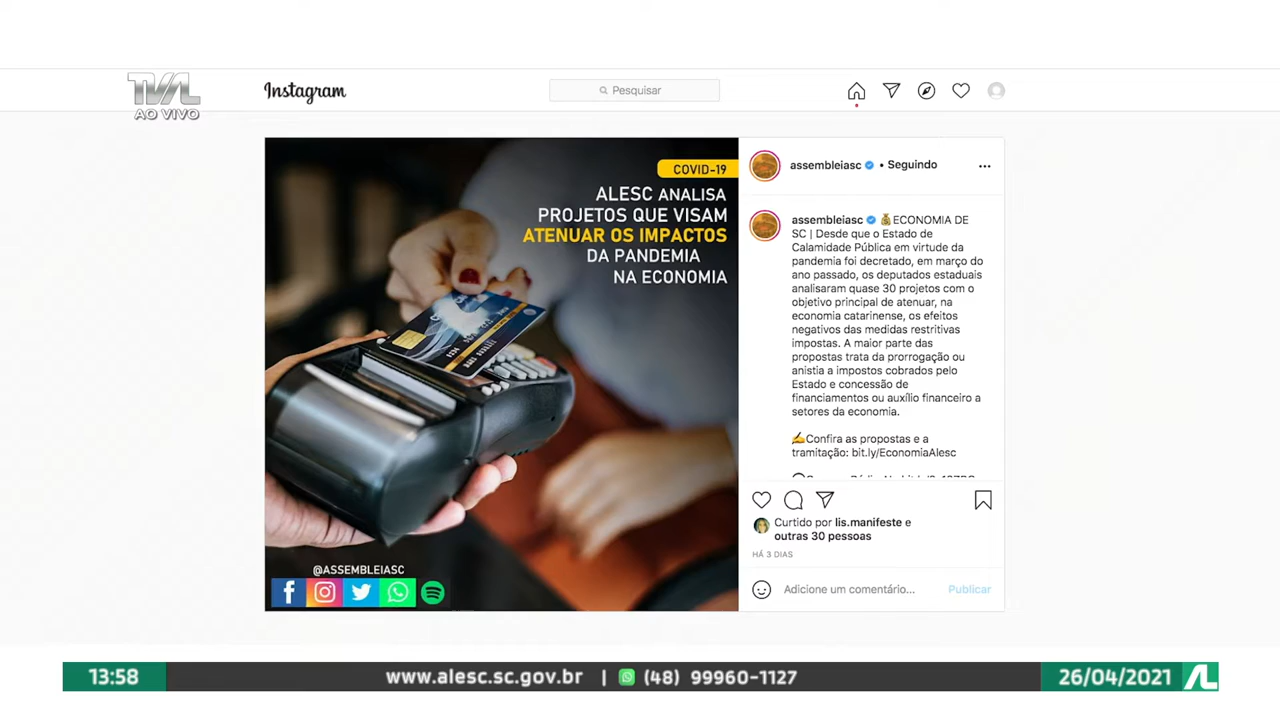 TVAL
AO VIVO
Instagram
Pesquisar
COVID-19
ALESC ANALISA
PROJETOS QUE VISAM
ATENUAR OS IMPACTOS
DA PANDEMIA
NA ECONOMIA
@ASSEMBLEIASC
assembleiasc • Seguindo
assembleiasc 💰ECONOMIA DE
SC | Desde que o Estado de
Calamidade Pública em virtude da
pandemia foi decretado, em março do
ano passado, os deputados estaduais
analisaram quase 30 projetos com o
objetivo principal de atenuar, na
economia catarinense, os efeitos
negativos das medidas restritivas
impostas. A maior parte das
propostas trata da prorrogação ou
anistia a impostos cobrados pelo
Estado e concessão de
financiamentos ou auxílio financeiro a
setores da economia.
✍Confira as propostas e a
tramitação: bit.ly/EconomiaAlesc
Curtido por lis.manifeste e
outras 30 pessoas
HÁ 3 DIAS
Adicione um comentário... Publicar
13:58
www.alesc.sc.gov.br | (48) 99960-1127
26/04/2021